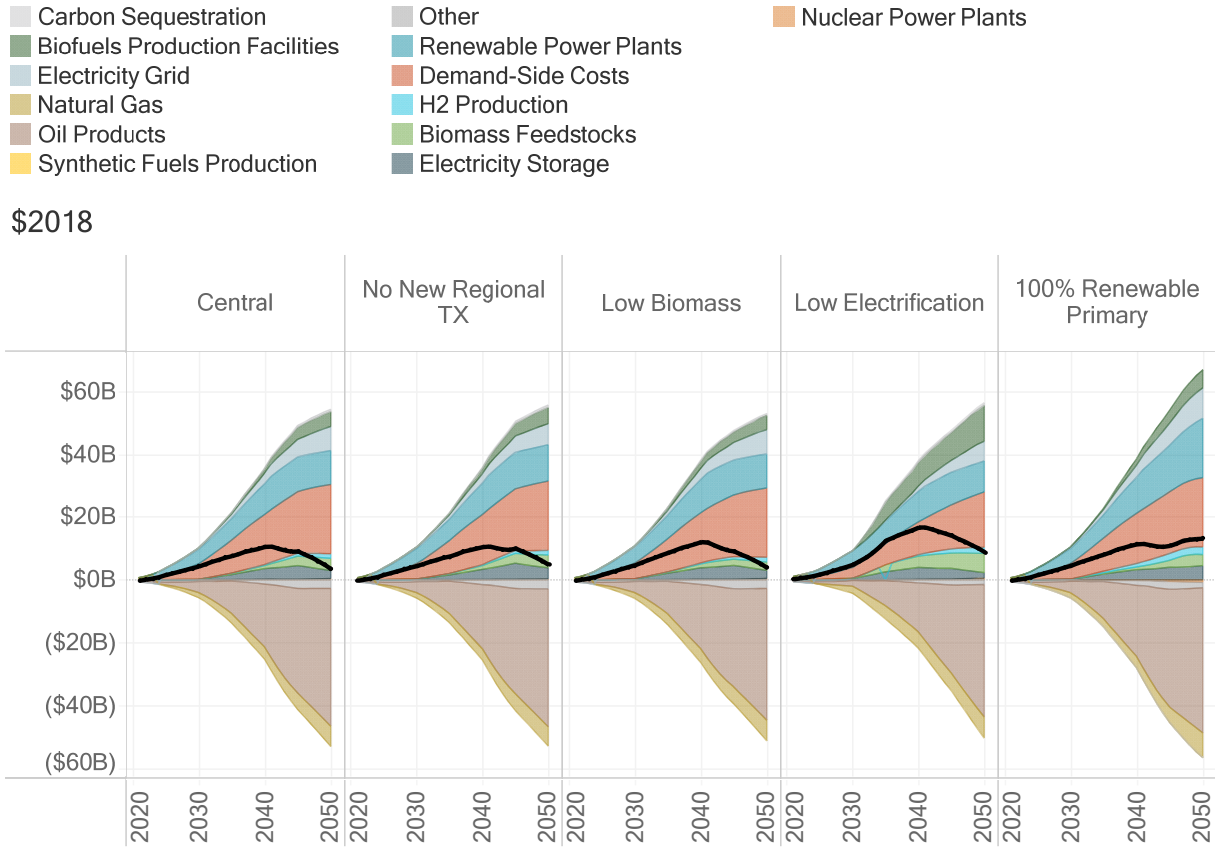 Carbon Sequestration
Biofuels Production Facilities
Electricity Grid
Natural Gas
Oil Products
Synthetic Fuels Production
Other
Renewable Power Plants
Demand-Side Costs
H2 Production
Biomass Feedstocks
Electricity Storage
Nuclear Power Plants
$2018
Central
No New Regional
TX
Low Biomass
Low Electrification
100% Renewable
Primary
$60B
$40B
$20B
$0B
($20B)
($40B)
($60B)
2020
2030
2040
2050
2020
2030
2040
2050
2020
2030
2040
2050
2020
2030
2040
2050
2020
2030
2040
2050